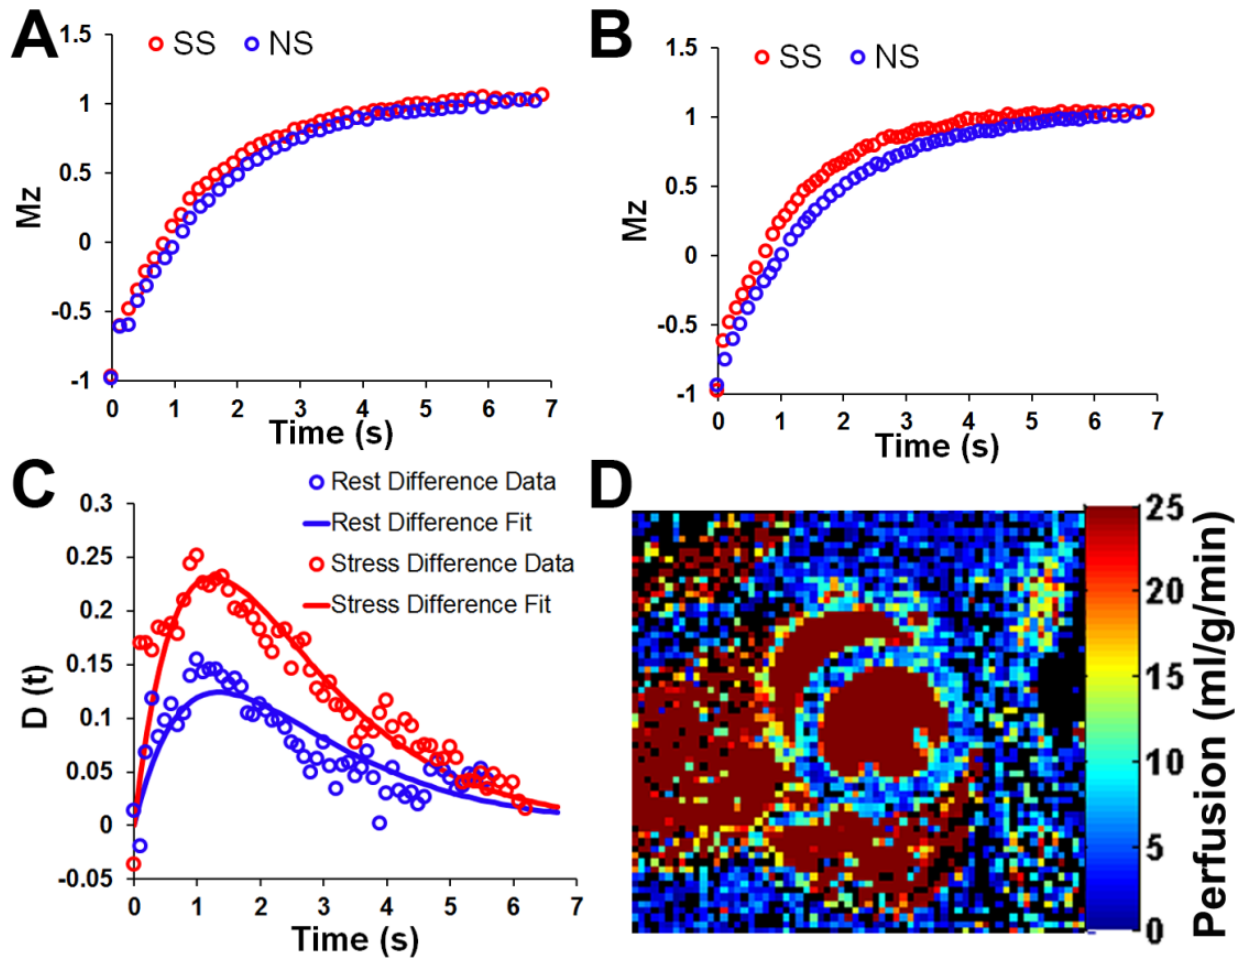 A
SS NS
1.5
1
0.5
0
-0.5
-1
Mz
0 1 2 3 4 5 6 7
Time (s)
B
SS NS
1.5
1
0.5
0
-0.5
-1
Mz
0 1 2 3 4 5 6 7
Time (s)
C
Rest Difference Data
Rest Difference Fit
Stress Difference Data
Stress Difference Fit
0.3
0.25
0.2
0.15
0.1
0.05
0
-0.05
D (t)
0 1 2 3 4 5 6 7
Time (s)
D
25
20
15
10
5
0
Perfusion (ml/g/min)